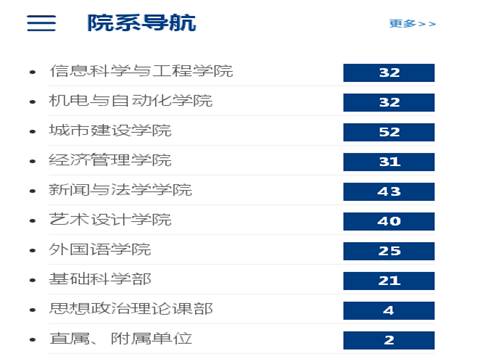 院系导航
更多>>
信息科学与工程学院 32
机电与自动化学院 32
城市建设学院 52
经济管理学院 31
新闻与法学学院 43
艺术设计学院 40
外国语学院 25
基础科学部 21
思想政治理论课部 4
直属、附属单位 2